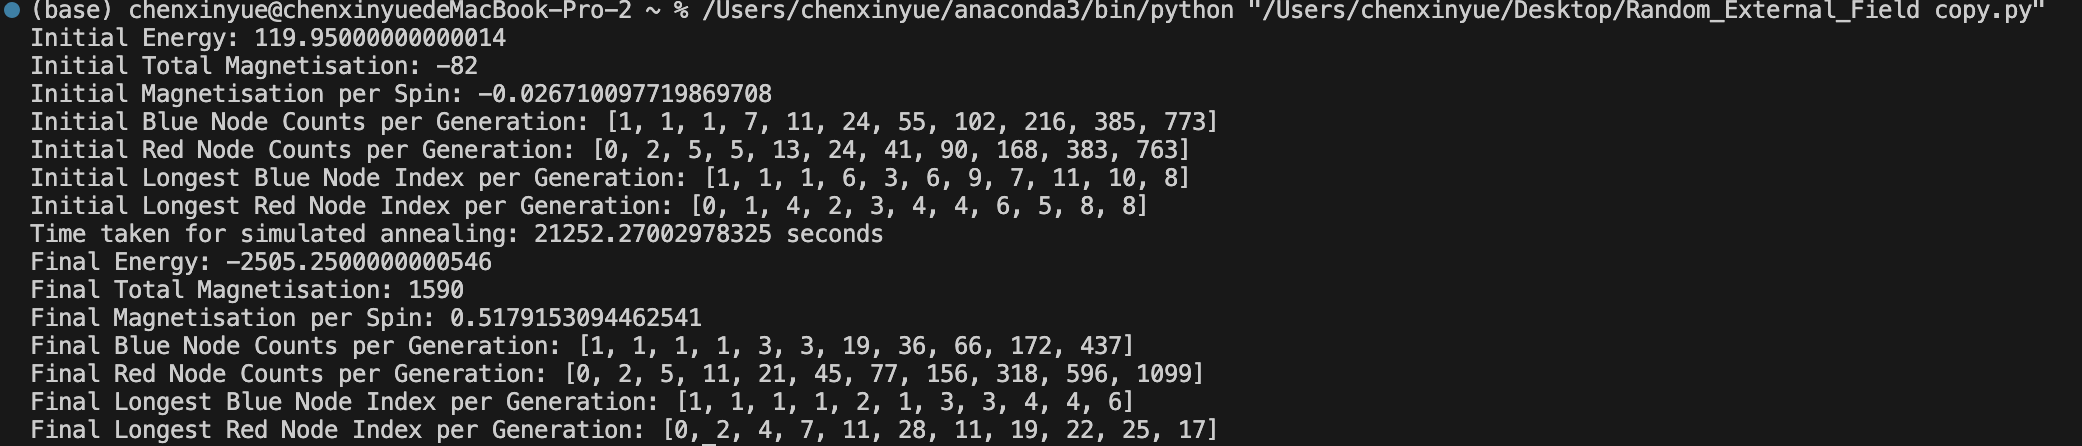 (base) chenxinyue@chenxinyuedeMacBook-Pro-2 ~ % /Users/chenxinyue/anaconda3/bin/python "/Users/chenxinyue/Desktop/Random_External_Field copy.py"
Initial Energy: 119.95000000000014
Initial Total Magnetisation: -82
Initial Magnetisation per Spin: -0.026710097719869708
Initial Blue Node Counts per Generation: [1, 1, 1, 7, 11, 24, 55, 102, 216, 385, 773]
Initial Red Node Counts per Generation: [0, 2, 5, 5, 13, 24, 41, 90, 168, 383, 763]
Initial Longest Blue Node Index per Generation: [1, 1, 1, 6, 3, 6, 9, 7, 11, 10, 8]
Initial Longest Red Node Index per Generation: [0, 1, 4, 2, 3, 4, 4, 6, 5, 8, 8]
Time taken for simulated annealing: 21252.27002978325 seconds
Final Energy: -2505.2500000000546
Final Total Magnetisation: 1590
Final Magnetisation per Spin: 0.5179153094462541
Final Blue Node Counts per Generation: [1, 1, 1, 1, 3, 3, 19, 36, 66, 172, 437]
Final Red Node Counts per Generation: [0, 2, 5, 11, 21, 45, 77, 156, 318, 596, 1099]
Final Longest Blue Node Index per Generation: [1, 1, 1, 1, 2, 1, 3, 3, 4, 4, 6]
Final Longest Red Node Index per Generation: [0, 2, 4, 7, 11, 28, 11, 19, 22, 25, 17]